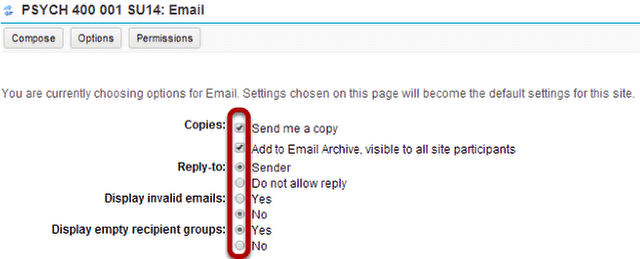 PSYCH 400 001 SU14: Email
Compose Options Permissions
You are currently choosing options for Email. Settings chosen on this page will become the default settings for this site.
Copies: Send me a copy
Add to Email Archive, visible to all site participants
Reply-to: Sender
Do not allow reply
Display invalid emails: Yes
No
Display empty recipient groups: Yes
No